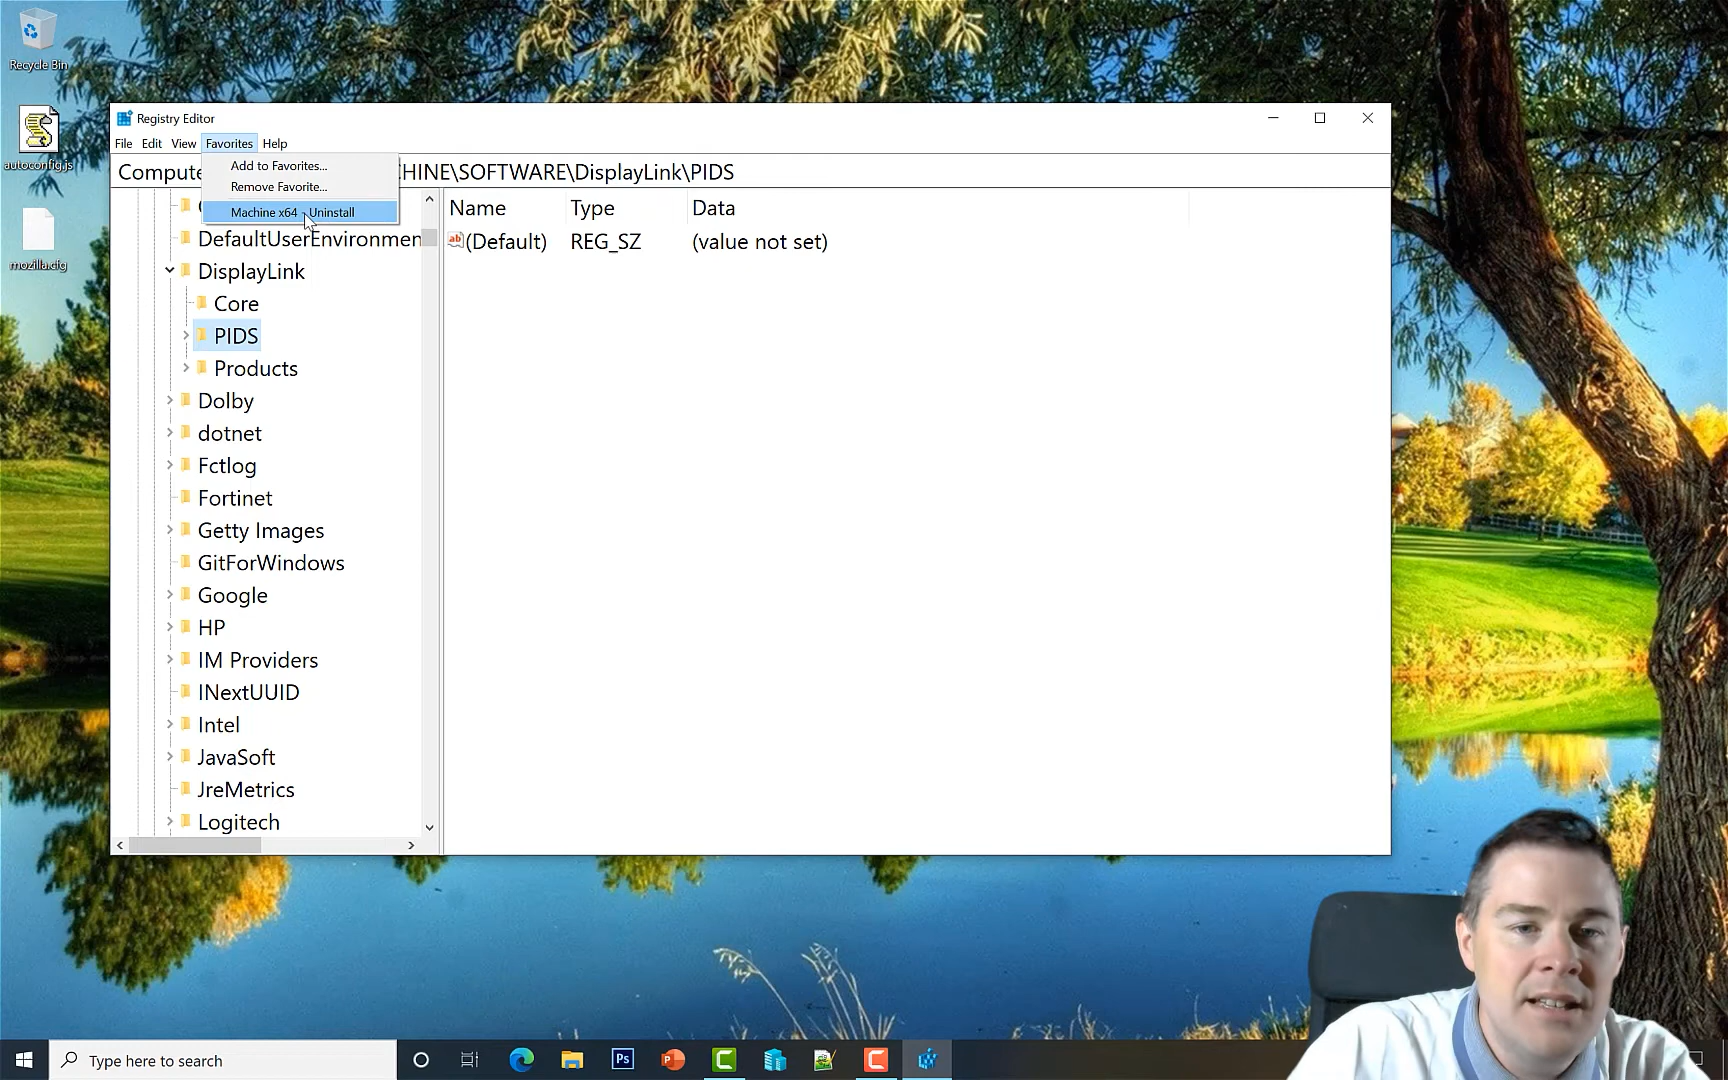 Recycle Bin
autoconfig.js
mozilla.cfg
Registry Editor
File Edit View Favorites Help
Add to Favorites...
Remove Favorite...
Machine x64 - Uninstall
Compute
CHINE\SOFTWARE\DisplayLink\PIDS
Name Type Data
(Default) REG_SZ (value not set)
DefaultUserEnvironmen
DisplayLink
Core
PIDS
Products
Dolby
dotnet
Fctlog
Fortinet
Getty Images
GitForWindows
Google
HP
IM Providers
INextUUID
Intel
JavaSoft
JreMetrics
Logitech
Type here to search
Ps